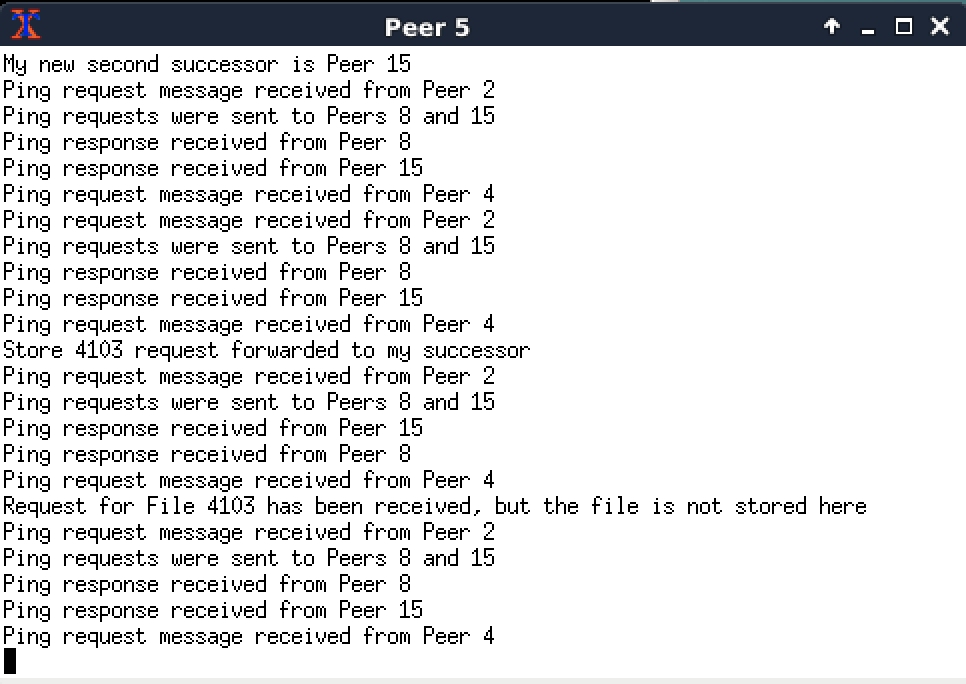 Peer 5
My new second successor is Peer 15
Ping request message received from Peer 2
Ping requests were sent to Peers 8 and 15
Ping response received from Peer 8
Ping response received from Peer 15
Ping request message received from Peer 4
Ping request message received from Peer 2
Ping requests were sent to Peers 8 and 15
Ping response received from Peer 8
Ping response received from Peer 15
Ping request message received from Peer 4
Store 4103 request forwarded to my successor
Ping request message received from Peer 2
Ping requests were sent to Peers 8 and 15
Ping response received from Peer 15
Ping response received from Peer 8
Ping request message received from Peer 4
Request for File 4103 has been received, but the file is not stored here
Ping request message received from Peer 2
Ping requests were sent to Peers 8 and 15
Ping response received from Peer 8
Ping response received from Peer 15
Ping request message received from Peer 4